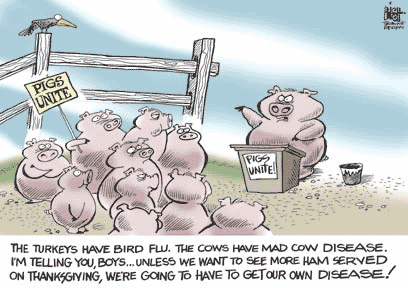 PIGS
UNITE
PIGS
UNITE!
THE TURKEYS HAVE BIRD FLU. THE COWS HAVE MAD COW DISEASE.
I'M TELLING YOU, BOYS...UNLESS WE WANT TO SEE MORE HAM SERVED
ON THANKSGIVING, WE'RE GOING TO HAVE TO GET OUR OWN DISEASE!